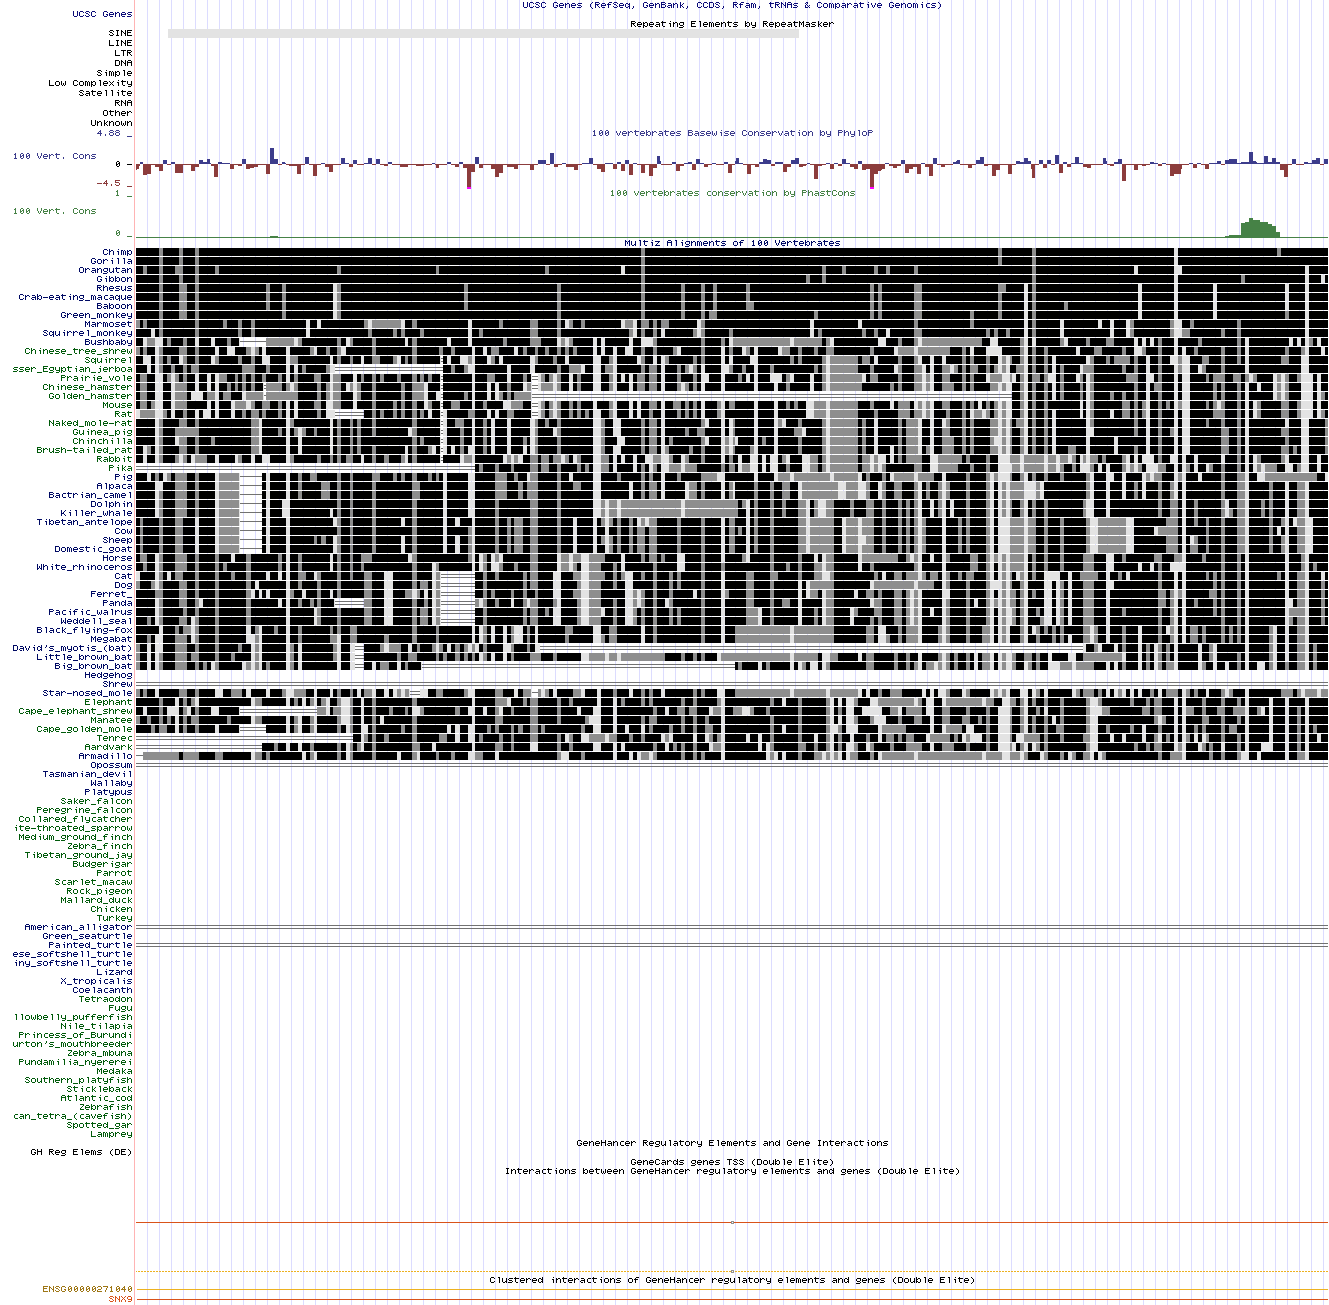 UCSC Genes (RefSeq, GenBank, CCDS, Rfam, tRNAs & Comparative Genomics)
UCSC Genes
Repeating Elements by RepeatMasker
SINE
LINE
LTR
DNA
Simple
Low Complexity
Satellite
RNA
Other
Unknown
100 vertebrates Basewise Conservation by PhyloP
4.88 _
100 Vert. Cons
0 _
-4.5 _
100 vertebrates conservation by PhastCons
1 _
100 Vert. Cons
0 _
Multiz Alignments of 100 Vertebrates
Chimp
Gorilla
Orangutan
Gibbon
Rhesus
Crab-eating_macaque
Baboon
Green_monkey
Marmoset
Squirrel_monkey
Bushbaby
Chinese_tree_shrew
Squirrel
sser_Egyptian_jerboa
Prairie_vole
Chinese_hamster
Golden_hamster
Mouse
Rat
Naked_mole-rat
Guinea_pig
Chinchilla
Brush-tailed_rat
Rabbit
Pika
Pig
Alpaca
Bactrian_camel
Dolphin
Killer_whale
Tibetan_antelope
Cow
Sheep
Domestic_goat
Horse
White_rhinoceros
Cat
Dog
Ferret_
Panda
Pacific_walrus
Weddell_seal
Black_flying-fox
Megabat
David's_myotis_(bat)
Little_brown_bat
Big_brown_bat
Hedgehog
Shrew
Star-nosed_mole
Elephant
Cape_elephant_shrew
Manatee
Cape_golden_mole
Tenrec
Aardvark
Armadillo
Opossum
Tasmanian_devil
Wallaby
Platypus
Saker_falcon
Peregrine_falcon
Collared_flycatcher
ite-throated_sparrow
Medium_ground_finch
Zebra_finch
Tibetan_ground_jay
Budgerigar
Parrot
Scarlet_macaw
Rock_pigeon
Mallard_duck
Chicken
Turkey
American_alligator
Green_seaturtle
Painted_turtle
ese_softshell_turtle
iny_softshell_turtle
Lizard
X_tropicalis
Coelacanth
Tetraodon
Fugu
llowbelly_pufferfish
Nile_tilapia
Princess_of_Burundi
urton's_mouthbreeder
Zebra_mbuna
Pundamilia_nyererei
Medaka
Southern_platyfish
Stickleback
Atlantic_cod
Zebrafish
can_tetra_(cavefish)
Spotted_gar
Lamprey
GeneHancer Regulatory Elements and Gene Interactions
GH Reg Elems (DE)
GeneCards genes TSS (Double Elite)
Interactions between GeneHancer regulatory elements and genes (Double Elite)
Clustered interactions of GeneHancer regulatory elements and genes (Double Elite)
ENSG00000271040
SNX9